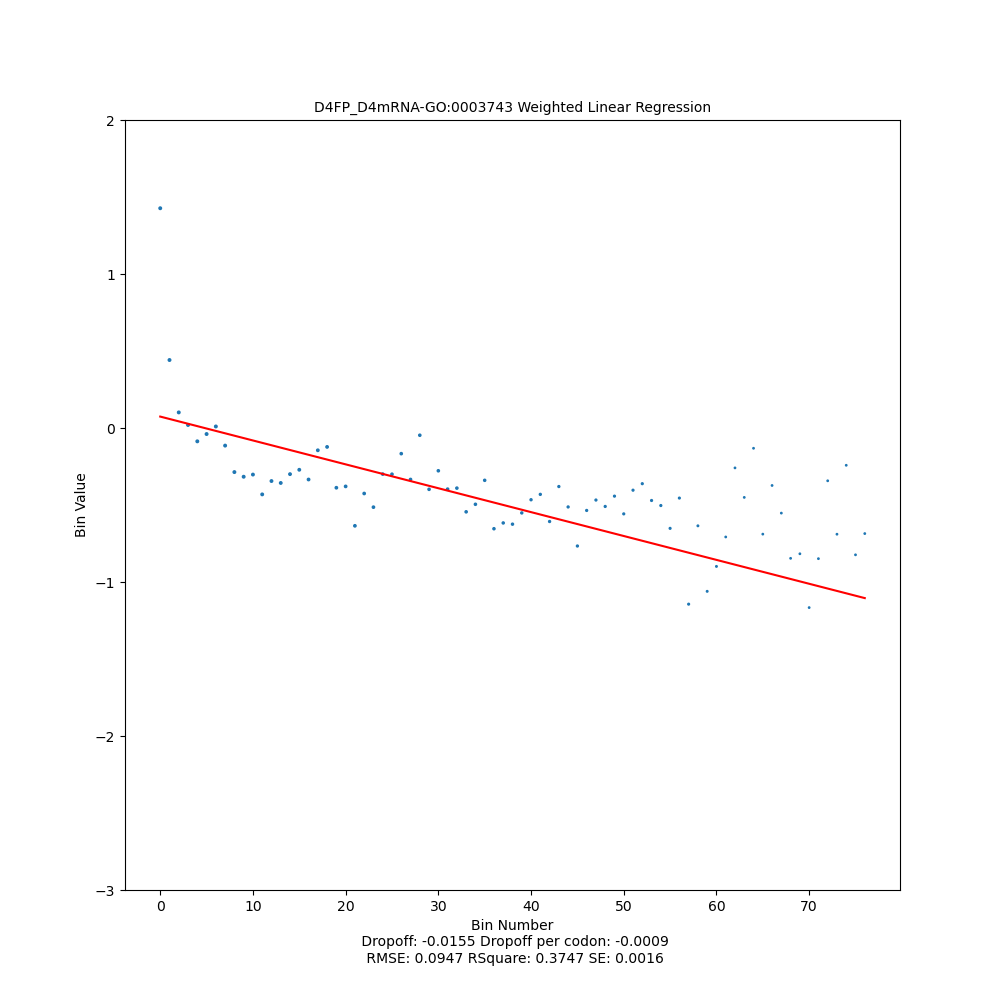 D4FP_D4mRNA-GO:0003743 Weighted Linear Regression
2
1
0
−1
−2
−3
Bin Value
0 10 20 30 40 50 60 70
Bin Number
Dropoff: -0.0155 Dropoff per codon: -0.0009
RMSE: 0.0947 RSquare: 0.3747 SE: 0.0016